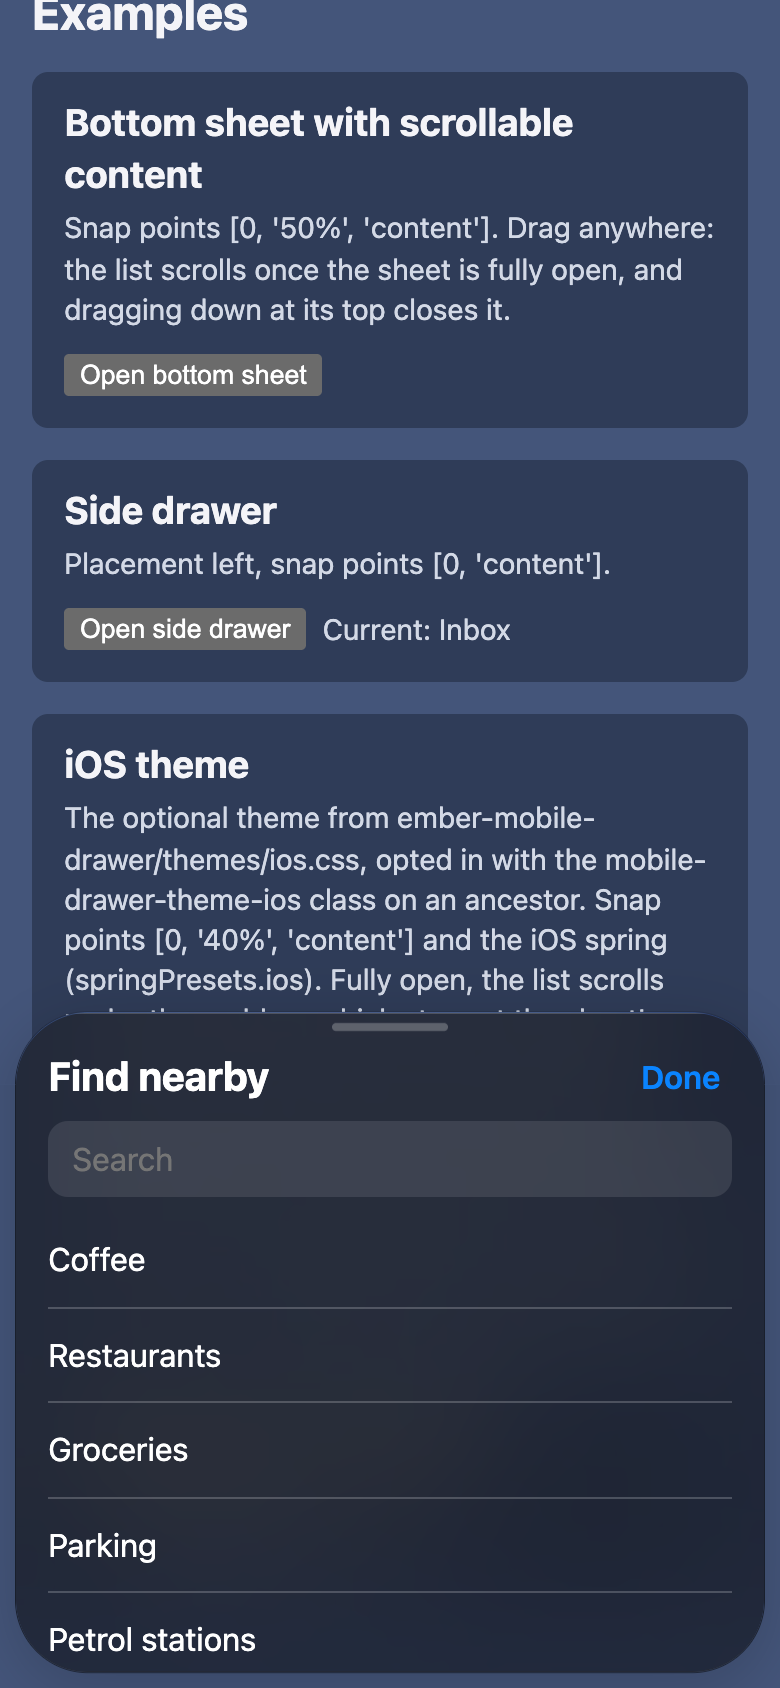 Examples
Bottom sheet with scrollable
content
Snap points [0, '50%', 'content']. Drag anywhere:
the list scrolls once the sheet is fully open, and
dragging down at its top closes it.
Open bottom sheet
Side drawer
Placement left, snap points [0, 'content'].
Open side drawer
Current: Inbox
iOS theme
The optional theme from ember-mobile-
drawer/themes/ios.css, opted in with the mobile-
drawer-theme-ios class on an ancestor. Snap
points [0, '40%', 'content'] and the iOS spring
(springPresets.ios). Fully open, the list scrolls
Find nearby
Done
Search
Coffee
Restaurants
Groceries
Parking
Petrol stations